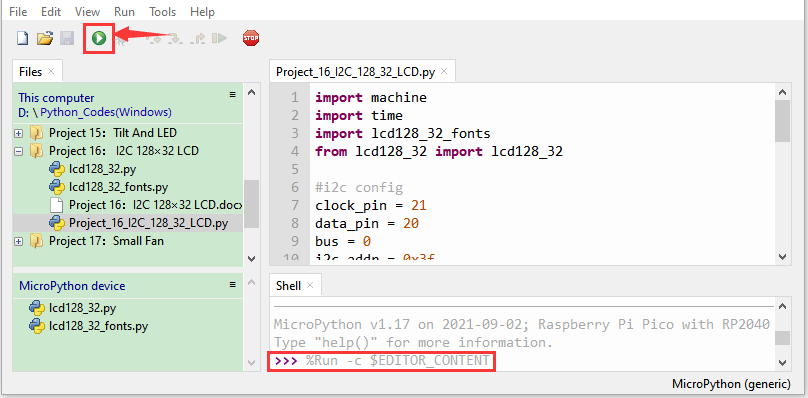 File Edit View Run Tools Help
STOP
Files ×
This computer
D: \ Python_Codes(Windows)
Project 15： Tilt And LED
Project 16： I2C 128×32 LCD
lcd128_32.py
lcd128_32_fonts.py
Project 16： I2C 128×32 LCD.docx
Project_16_I2C_128_32_LCD.py
Project 17： Small Fan
MicroPython device
lcd128_32.py
lcd128_32_fonts.py
Project_16_I2C_128_32_LCD.py ×
1 import machine
2 import time
3 import lcd128_32_fonts
4 from lcd128_32 import lcd128_32
5
6 #i2c config
7 clock_pin = 21
8 data_pin = 20
9 bus = 0
10 i2c_addr = 0x3f
Shell ×
MicroPython v1.17 on 2021-09-02; Raspberry Pi Pico with RP2040
Type "help()" for more information.
>>> %Run -c $EDITOR_CONTENT
MicroPython (generic)